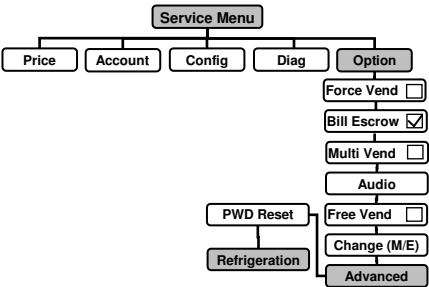 Service Menu
Price Account Config Diag Option
Force Vend
Bill Escrow
Multi Vend
Audio
PWD Reset Free Vend
Change (M/E)
Refrigeration
Advanced